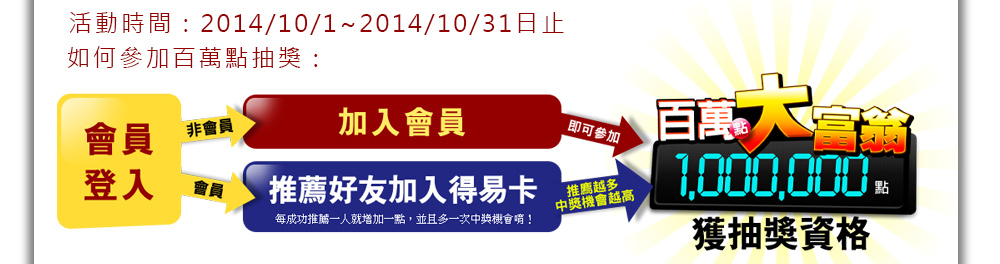 活動時間：2014/10/1~2014/10/31日止
如何參加百萬點抽獎：
會員
登入
非會員
加入會員
即可參加
會員
推薦好友加入得易卡
每成功推薦一人就增加一點，並且多一次中獎機會唷！
推薦越多
中獎機會越高
百萬點大富翁
1,000,000點
獲抽獎資格